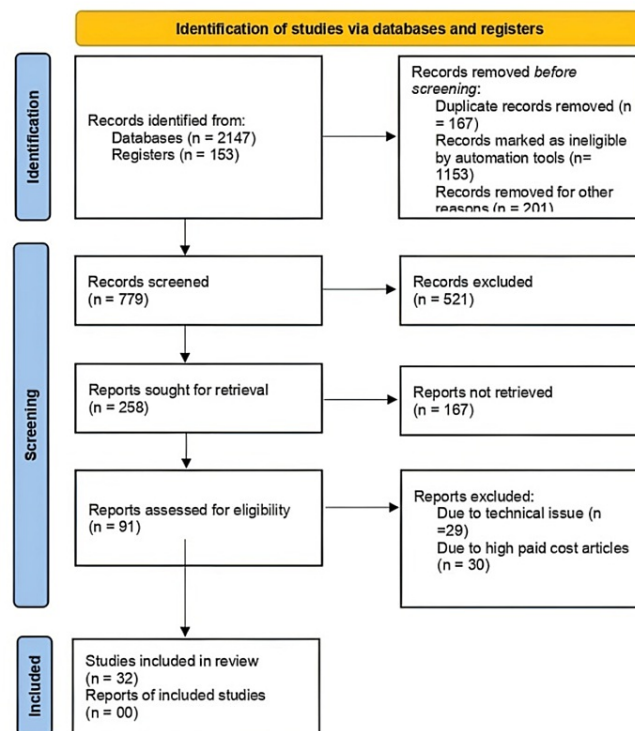 Identification of studies via databases and registers
Identification
Records identified from:
Databases (n = 2147)
Registers (n = 153)
Records removed before
screening:
Duplicate records removed (n
= 167)
Records marked as ineligible
by automation tools (n=
1153)
Records removed for other
reasons (n = 201)
Screening
Records screened
(n = 779)
Records excluded
(n = 521)
Reports sought for retrieval
(n = 258)
Reports not retrieved
(n = 167)
Reports assessed for eligibility
(n = 91)
Reports excluded:
Due to technical issue (n
=29)
Due to high paid cost articles
(n = 30)
Included
Studies included in review
(n = 32)
Reports of included studies
(n = 00)